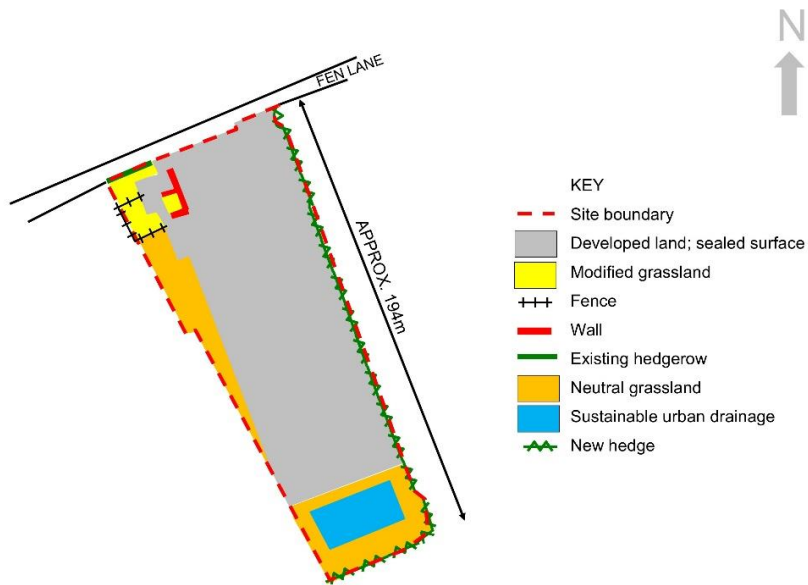 N
FEN LANE
APPROX. 194m
KEY
Site boundary
Developed land; sealed surface
Modified grassland
Fence
Wall
Existing hedgerow
Neutral grassland
Sustainable urban drainage
New hedge